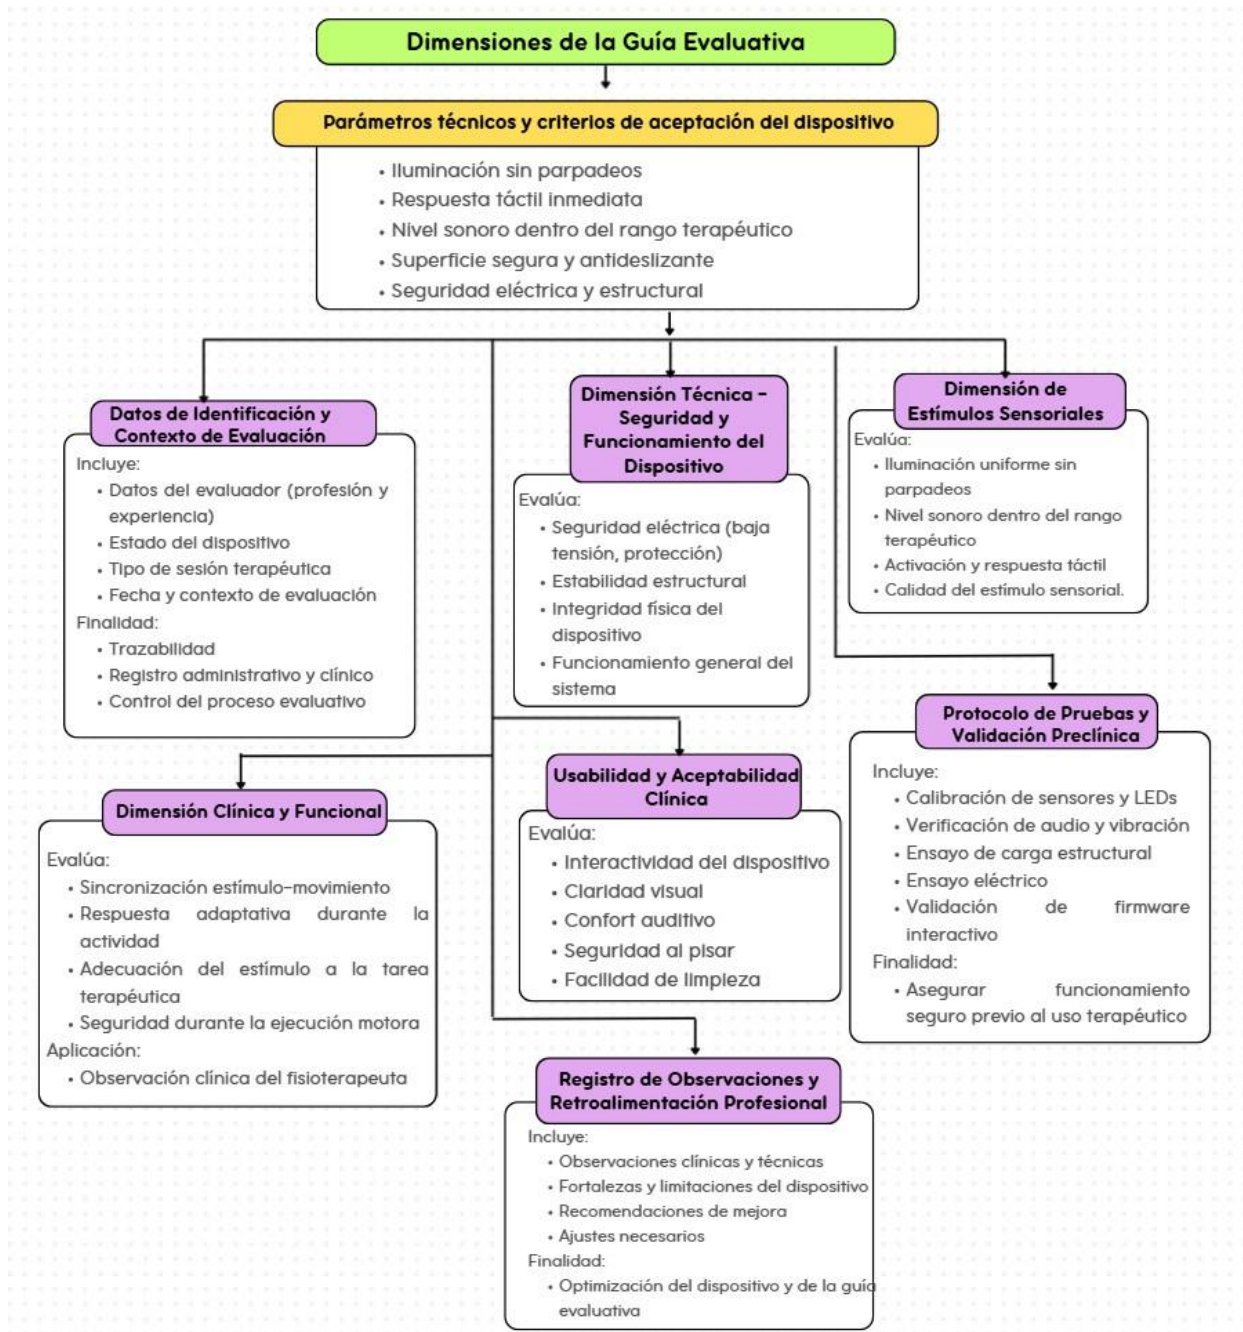 Dimensiones de la Guía Evaluativa
Parámetros técnicos y criterios de aceptación del dispositivo
• Iluminación sin parpadeos
• Respuesta táctil inmediata
• Nivel sonoro dentro del rango terapéutico
• Superficie segura y antideslizante
• Seguridad eléctrica y estructural
Datos de Identificación y
Contexto de Evaluación
Incluye:
• Datos del evaluador (profesión y
experiencia)
• Estado del dispositivo
• Tipo de sesión terapéutica
• Fecha y contexto de evaluación
Finalidad:
• Trazabilidad
• Registro administrativo y clínico
• Control del proceso evaluativo
Dimensión Técnica –
Seguridad y
Funcionamiento del
Dispositivo
Evalúa:
• Seguridad eléctrica (baja
tensión, protección)
• Estabilidad estructural
• Integridad física del
dispositivo
• Funcionamiento general del
sistema
Dimensión de
Estímulos Sensoriales
Evalúa:
• Iluminación uniforme sin
parpadeos
• Nivel sonoro dentro del rango
terapéutico
• Activación y respuesta táctil
• Calidad del estímulo sensorial.
Dimensión Clínica y Funcional
Evalúa:
• Sincronización estímulo–movimiento
• Respuesta adaptativa durante la
actividad
• Adecuación del estímulo a la tarea
terapéutica
• Seguridad durante la ejecución motora
Aplicación:
• Observación clínica del fisioterapeuta
Usabilidad y Aceptabilidad
Clínica
Evalúa:
• Interactividad del dispositivo
• Claridad visual
• Confort auditivo
• Seguridad al pisar
• Facilidad de limpieza
Protocolo de Pruebas y
Validación Preclínica
Incluye:
• Calibración de sensores y LEDs
• Verificación de audio y vibración
• Ensayo de carga estructural
• Ensayo eléctrico
• Validación de firmware
interactivo
Finalidad:
• Asegurar funcionamiento
seguro previo al uso terapéutico
Registro de Observaciones y
Retroalimentación Profesional
Incluye:
• Observaciones clínicas y técnicas
• Fortalezas y limitaciones del dispositivo
• Recomendaciones de mejora
• Ajustes necesarios
Finalidad:
• Optimización del dispositivo y de la guía
evaluativa